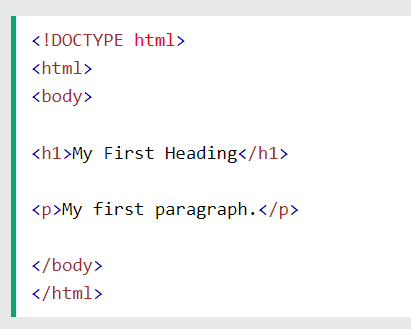 <!DOCTYPE html>
<html>
<body>
<h1>My First Heading</h1>
<p>My first paragraph.</p>
</body>
</html>